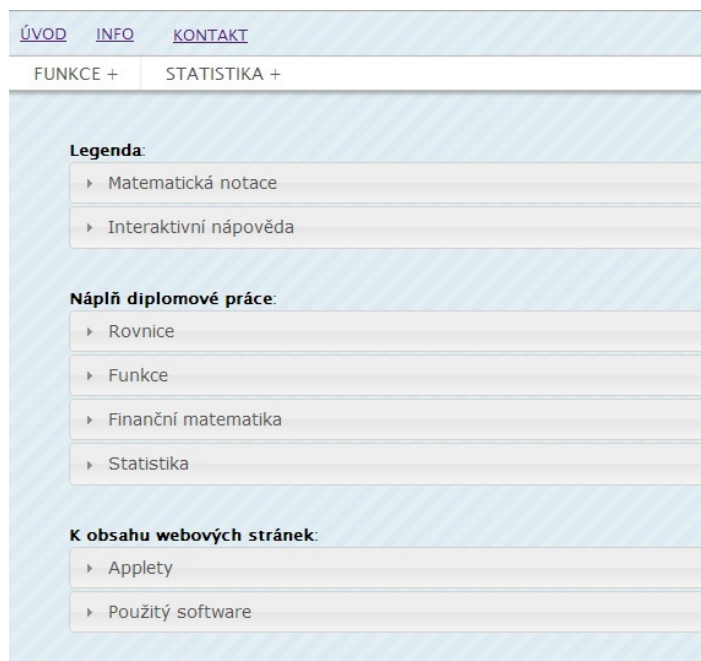 ÚVOD INFO KONTAKT
FUNKCE + STATISTIKA +
Legenda:
Matematická notace
Interaktivní nápověda
Náplň diplomové práce:
Rovnice
Funkce
Finanční matematika
Statistika
K obsahu webových stránek:
Applety
Použitý software